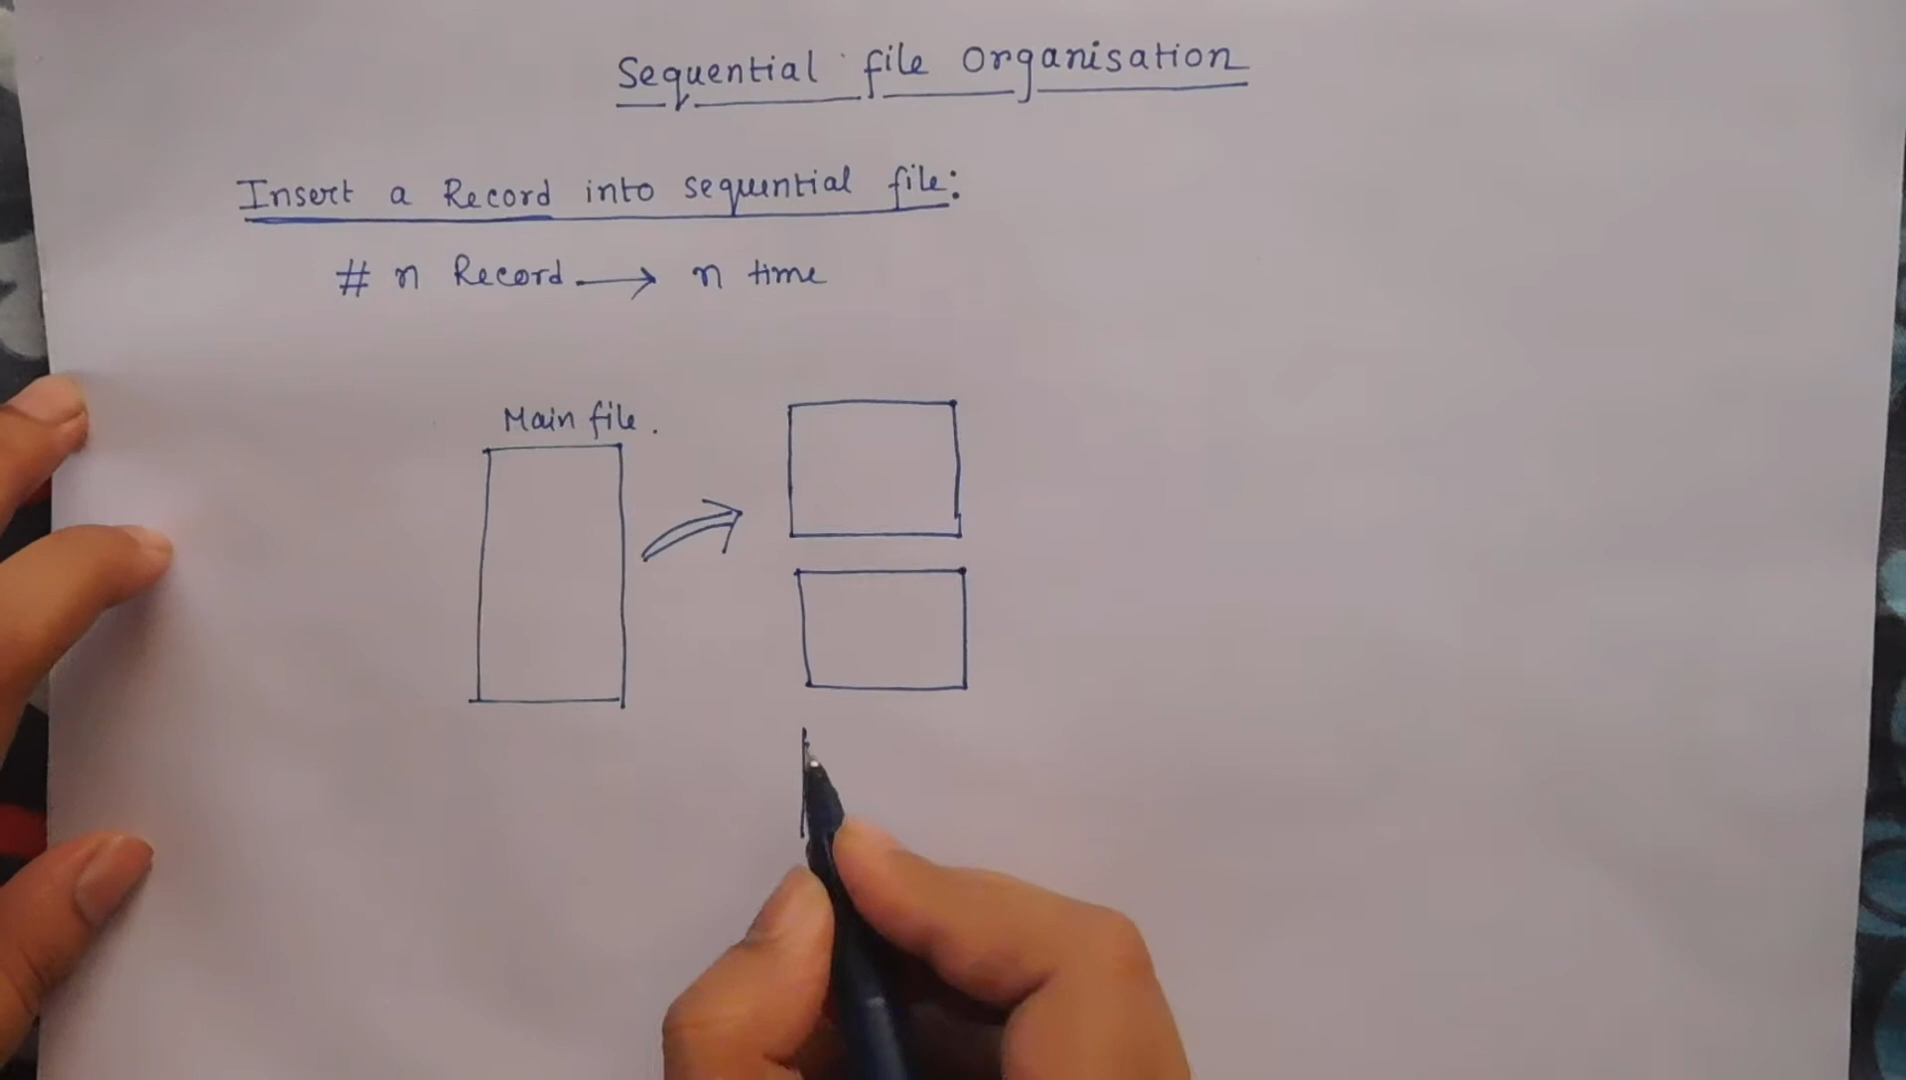 Sequential file Organisation
Insert a Record into sequential file:
# n Record → n time
Main file.